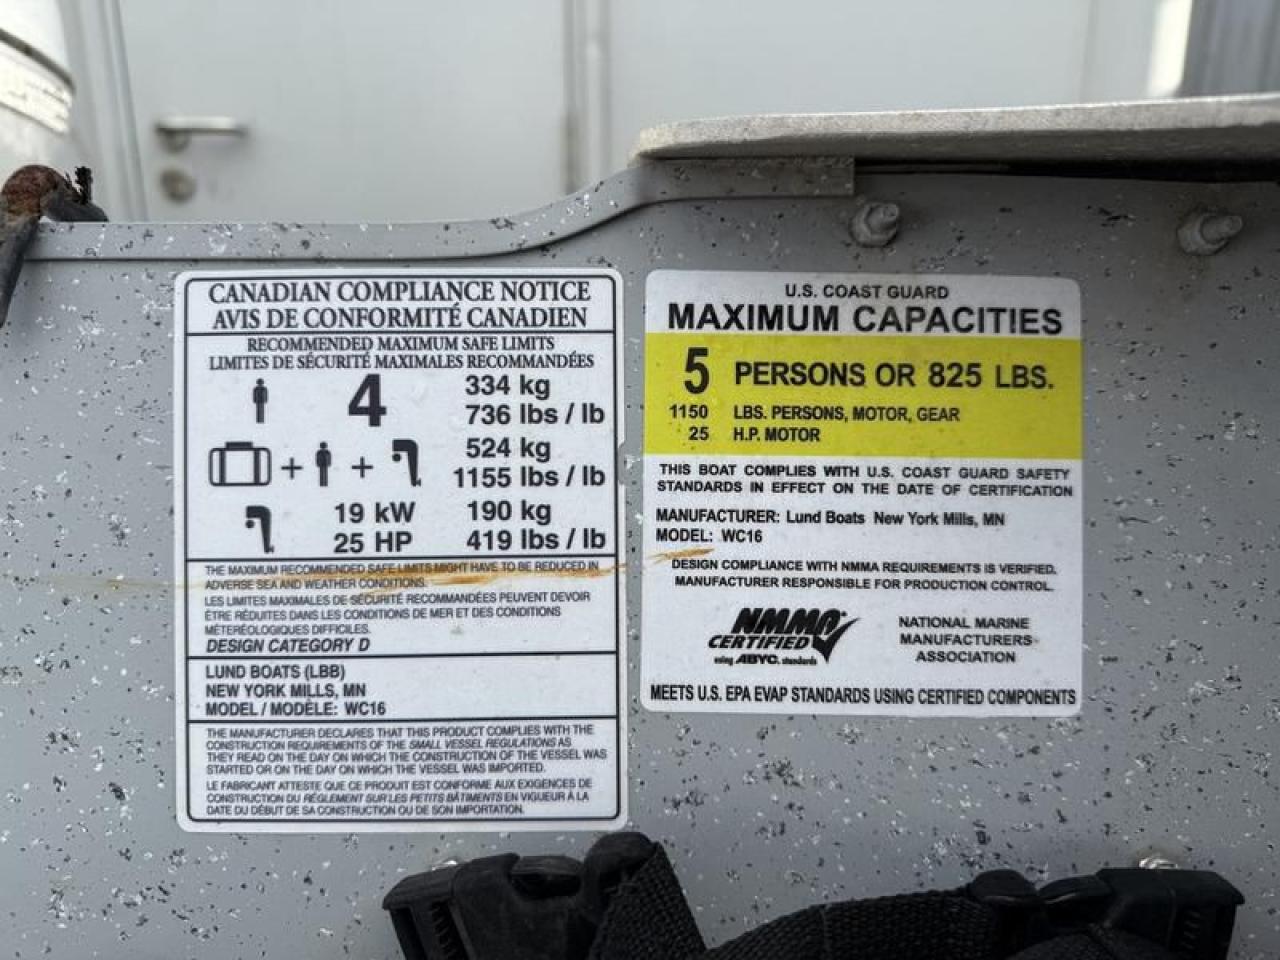 CANADIAN COMPLIANCE NOTICE
AVIS DE CONFORMITÉ CANADIEN
RECOMMENDED MAXIMUM SAFE LIMITS
LIMITES DE SÉCURITÉ MAXIMALES RECOMMANDÉES
4
334 kg
736 lbs / lb
+ +
524 kg
1155 lbs / lb
19 kW
190 kg
25 HP
419 lbs / lb
THE MAXIMUM RECOMMENDED SAFE LIMITS MIGHT HAVE TO BE REDUCED IN
ADVERSE SEA AND WEATHER CONDITIONS.
LES LIMITES MAXIMALES DE SÉCURITÉ RECOMMANDÉES PEUVENT DEVOIR
ÊTRE RÉDUITES DANS LES CONDITIONS DE MER ET DES CONDITIONS
MÉTÉREOLOGIQUES DIFFICILES.
DESIGN CATEGORY D
LUND BOATS (LBB)
NEW YORK MILLS, MN
MODEL / MODÈLE: WC16
THE MANUFACTURER DECLARES THAT THIS PRODUCT COMPLIES WITH THE
CONSTRUCTION REQUIREMENTS OF THE SMALL VESSEL REGULATIONS AS
THEY READ ON THE DAY ON WHICH THE CONSTRUCTION OF THE VESSEL WAS
STARTED OR ON THE DAY ON WHICH THE VESSEL WAS IMPORTED.
LE FABRICANT ATTESTE QUE CE PRODUIT EST CONFORME AUX EXIGENCES DE
CONSTRUCTION DU RÉGLEMENT SUR LES PETITS BÂTIMENTS EN VIGUEUR À LA
DATE DU DÉBUT DE SA CONSTRUCTION OU DE SON IMPORTATION.
U.S. COAST GUARD
MAXIMUM CAPACITIES
5 PERSONS OR 825 LBS.
1150 LBS. PERSONS, MOTOR, GEAR
25 H.P. MOTOR
THIS BOAT COMPLIES WITH U.S. COAST GUARD SAFETY
STANDARDS IN EFFECT ON THE DATE OF CERTIFICATION
MANUFACTURER: Lund Boats New York Mills, MN
MODEL: WC16
DESIGN COMPLIANCE WITH NMMA REQUIREMENTS IS VERIFIED.
MANUFACTURER RESPONSIBLE FOR PRODUCTION CONTROL.
NMMA
CERTIFIED
using ABYC. standards
NATIONAL MARINE
MANUFACTURERS
ASSOCIATION
MEETS U.S. EPA EVAP STANDARDS USING CERTIFIED COMPONENTS